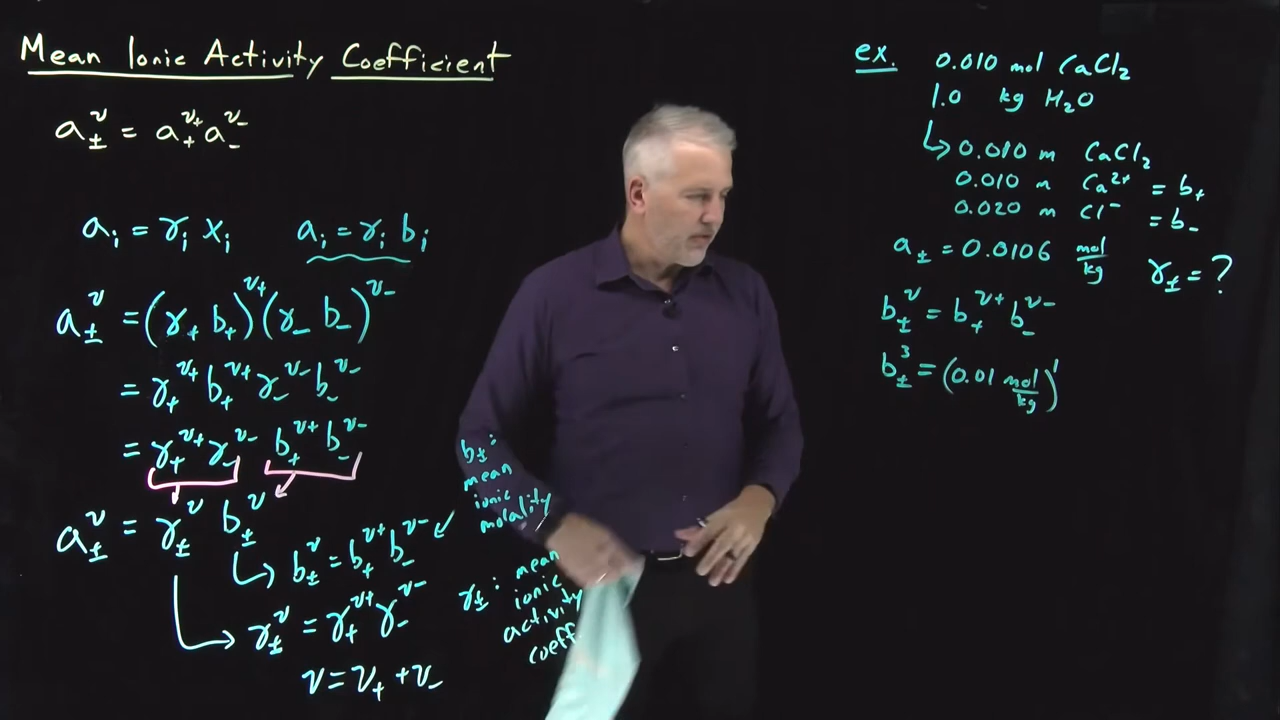 Mean Ionic Activity Coefficient
a±^ν = a₊^ν₊ a₋^ν₋
aᵢ = γᵢ xᵢ    aᵢ = γᵢ bᵢ
a±^ν = (γ₊ b₊)^ν₊ (γ₋ b₋)^ν₋
= γ₊^ν₊ b₊^ν₊ γ₋^ν₋ b₋^ν₋
= γ₊^ν₊ γ₋^ν₋ b₊^ν₊ b₋^ν₋
a±^ν = γ±^ν b±^ν
↳ b±^ν = b₊^ν₊ b₋^ν₋ ↙
↳ γ±^ν = γ₊^ν₊ γ₋^ν₋
ν = ν₊ + ν₋
b±:
mean
ionic
molality
γ±: mean
ionic
activity
coeff
ex. 0.010 mol CaCl₂
1.0 kg H₂O
↳ 0.010 m CaCl₂
0.010 m Ca²⁺ = b₊
0.020 m Cl⁻ = b₋
a± = 0.0106 mol/kg    γ± = ?
b±^ν = b₊^ν₊ b₋^ν₋
b±³ = (0.01 mol/kg)¹